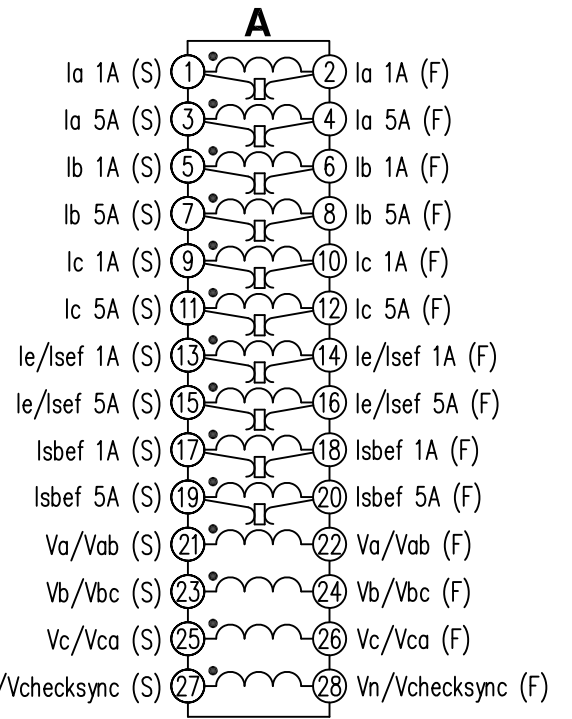 A
Ia 1A (S) 1 2 Ia 1A (F)
Ia 5A (S) 3 4 Ia 5A (F)
Ib 1A (S) 5 6 Ib 1A (F)
Ib 5A (S) 7 8 Ib 5A (F)
Ic 1A (S) 9 10 Ic 1A (F)
Ic 5A (S) 11 12 Ic 5A (F)
Ie/Isef 1A (S) 13 14 Ie/Isef 1A (F)
Ie/Isef 5A (S) 15 16 Ie/Isef 5A (F)
Isbef 1A (S) 17 18 Isbef 1A (F)
Isbef 5A (S) 19 20 Isbef 5A (F)
Va/Vab (S) 21 22 Va/Vab (F)
Vb/Vbc (S) 23 24 Vb/Vbc (F)
Vc/Vca (S) 25 26 Vc/Vca (F)
/Vchecksync (S) 27 28 Vn/Vchecksync (F)